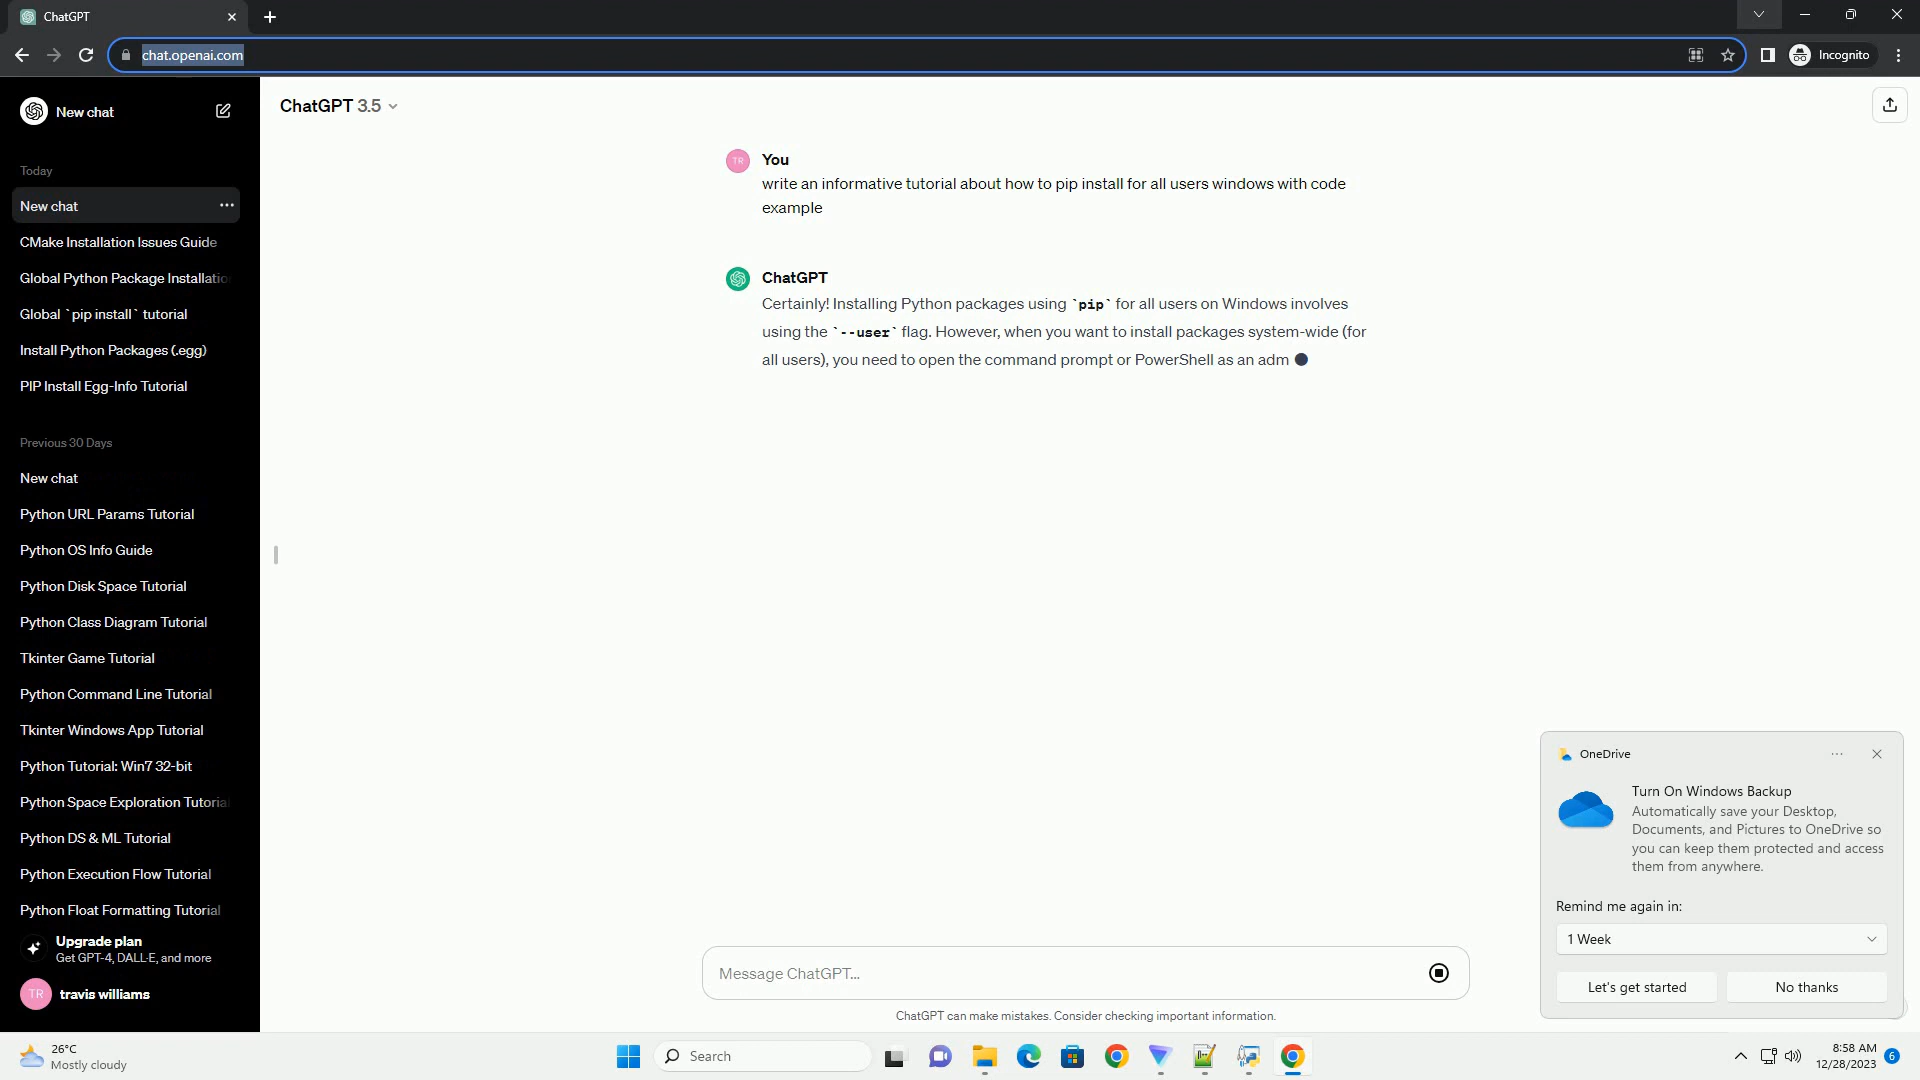 ChatGPT
chat.openai.com
Incognito
New chat
ChatGPT 3.5
Today
New chat
CMake Installation Issues Guide
Global Python Package Installatio
Global `pip install` tutorial
Install Python Packages (.egg)
PIP Install Egg-Info Tutorial
Previous 30 Days
New chat
Python URL Params Tutorial
Python OS Info Guide
Python Disk Space Tutorial
Python Class Diagram Tutorial
Tkinter Game Tutorial
Python Command Line Tutorial
Tkinter Windows App Tutorial
Python Tutorial: Win7 32-bit
Python Space Exploration Tutoria
Python DS & ML Tutorial
Python Execution Flow Tutorial
Python Float Formatting Tutorial
Upgrade plan
Get GPT-4, DALL·E, and more
TR travis williams
TR You
write an informative tutorial about how to pip install for all users windows with code
example
ChatGPT
Certainly! Installing Python packages using `pip` for all users on Windows involves
using the `--user` flag. However, when you want to install packages system-wide (for
all users), you need to open the command prompt or PowerShell as an adm
Message ChatGPT...
ChatGPT can make mistakes. Consider checking important information.
OneDrive
Turn On Windows Backup
Automatically save your Desktop,
Documents, and Pictures to OneDrive so
you can keep them protected and access
them from anywhere.
Remind me again in:
1 Week
Let's get started
No thanks
26°C
Mostly cloudy
Search
8:58 AM
12/28/2023
6